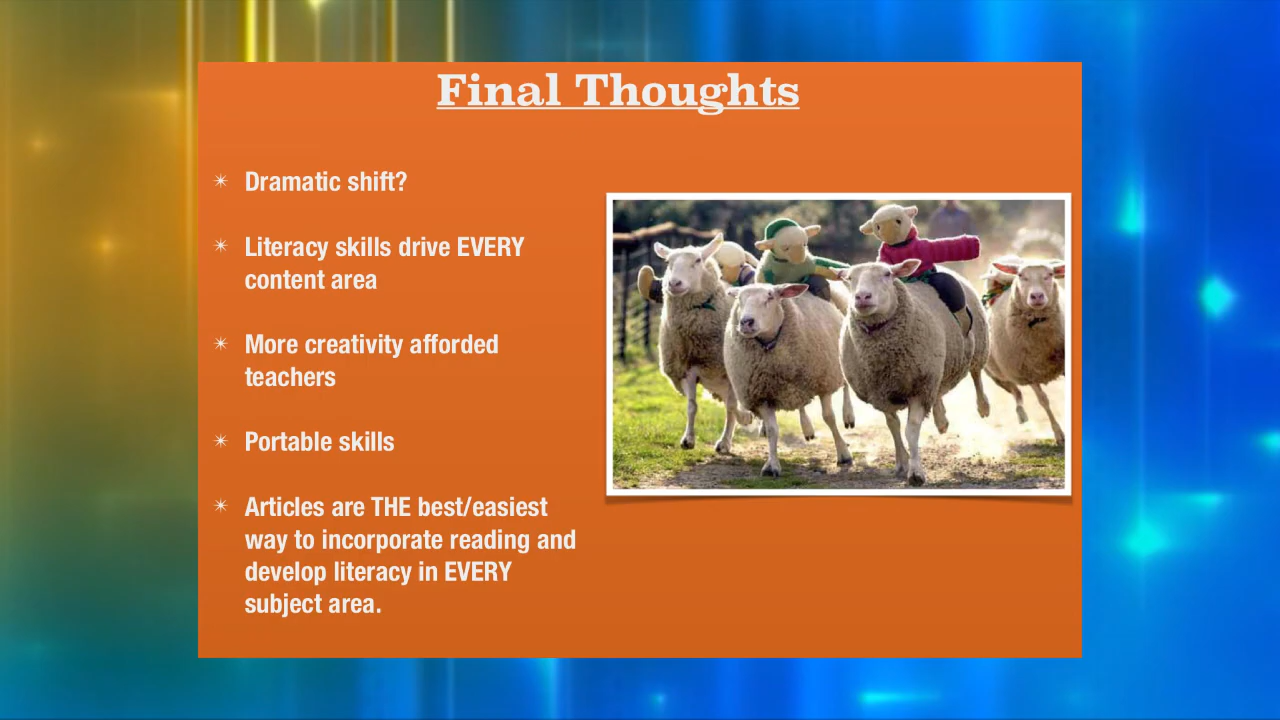 Final Thoughts
Dramatic shift?
Literacy skills drive EVERY
content area
More creativity afforded
teachers
Portable skills
Articles are THE best/easiest
way to incorporate reading and
develop literacy in EVERY
subject area.